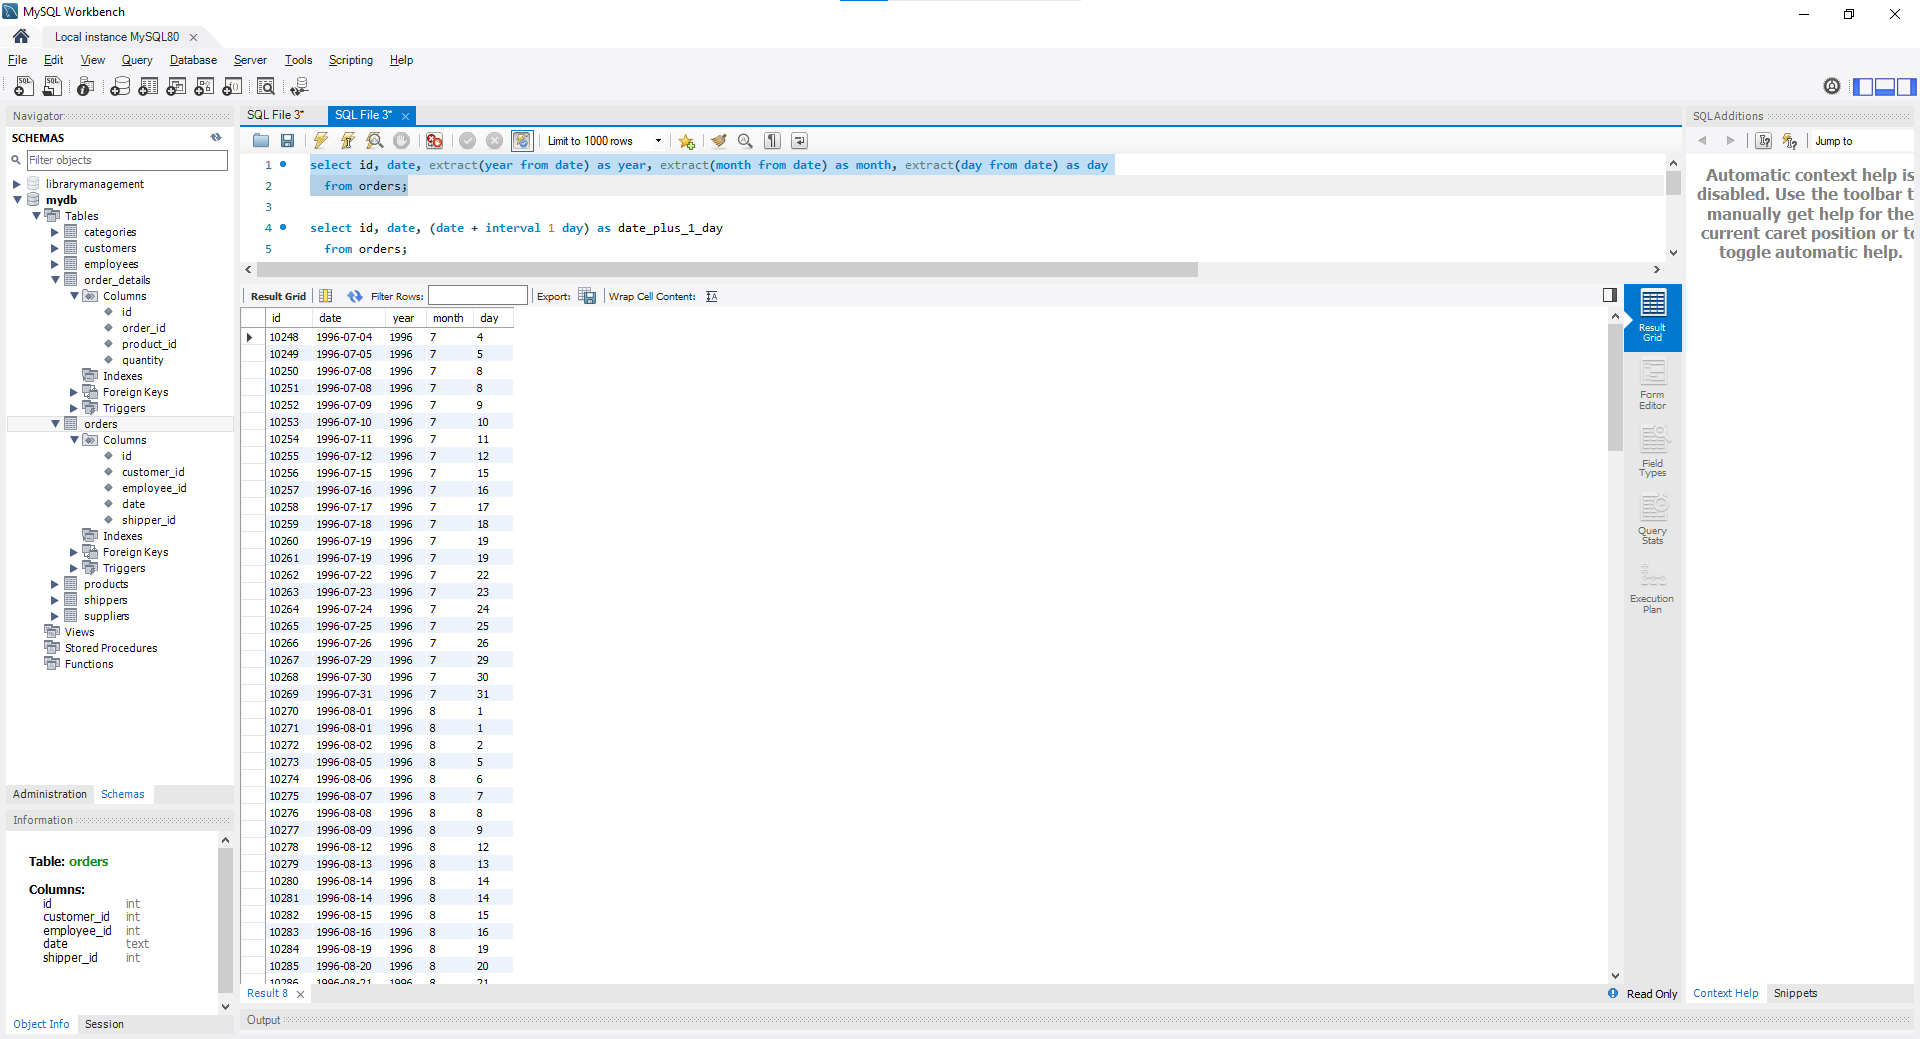 MySQL Workbench
Local instance MySQL80
File Edit View Query Database Server Tools Scripting Help
Navigator
SCHEMAS
Filter objects
librarymanagement
mydb
Tables
categories
customers
employees
order_details
Columns
id
order_id
product_id
quantity
Indexes
Foreign Keys
Triggers
orders
Columns
id
customer_id
employee_id
date
shipper_id
Indexes
Foreign Keys
Triggers
products
shippers
suppliers
Views
Stored Procedures
Functions
Administration Schemas
Information
Table: orders
Columns:
id int
customer_id int
employee_id int
date text
shipper_id int
Object Info Session
SQL File 3* SQL File 3*
Limit to 1000 rows
1 select id, date, extract(year from date) as year, extract(month from date) as month, extract(day from date) as day
2 from orders;
3
4 select id, date, (date + interval 1 day) as date_plus_1_day
5 from orders;
Result Grid Filter Rows: Export: Wrap Cell Content:
id date year month day
10248 1996-07-04 1996 7 4
10249 1996-07-05 1996 7 5
10250 1996-07-08 1996 7 8
10251 1996-07-08 1996 7 8
10252 1996-07-09 1996 7 9
10253 1996-07-10 1996 7 10
10254 1996-07-11 1996 7 11
10255 1996-07-12 1996 7 12
10256 1996-07-15 1996 7 15
10257 1996-07-16 1996 7 16
10258 1996-07-17 1996 7 17
10259 1996-07-18 1996 7 18
10260 1996-07-19 1996 7 19
10261 1996-07-19 1996 7 19
10262 1996-07-22 1996 7 22
10263 1996-07-23 1996 7 23
10264 1996-07-24 1996 7 24
10265 1996-07-25 1996 7 25
10266 1996-07-26 1996 7 26
10267 1996-07-29 1996 7 29
10268 1996-07-30 1996 7 30
10269 1996-07-31 1996 7 31
10270 1996-08-01 1996 8 1
10271 1996-08-01 1996 8 1
10272 1996-08-02 1996 8 2
10273 1996-08-05 1996 8 5
10274 1996-08-06 1996 8 6
10275 1996-08-07 1996 8 7
10276 1996-08-08 1996 8 8
10277 1996-08-09 1996 8 9
10278 1996-08-12 1996 8 12
10279 1996-08-13 1996 8 13
10280 1996-08-14 1996 8 14
10281 1996-08-14 1996 8 14
10282 1996-08-15 1996 8 15
10283 1996-08-16 1996 8 16
10284 1996-08-19 1996 8 19
10285 1996-08-20 1996 8 20
10286 1996-08-21 1996 8 21
Result 8
Read Only
Output
Result
Grid
Form
Editor
Field
Types
Query
Stats
Execution
Plan
SQLAdditions
Jump to
Automatic context help is
disabled. Use the toolbar t
manually get help for the
current caret position or to
toggle automatic help.
Context Help Snippets